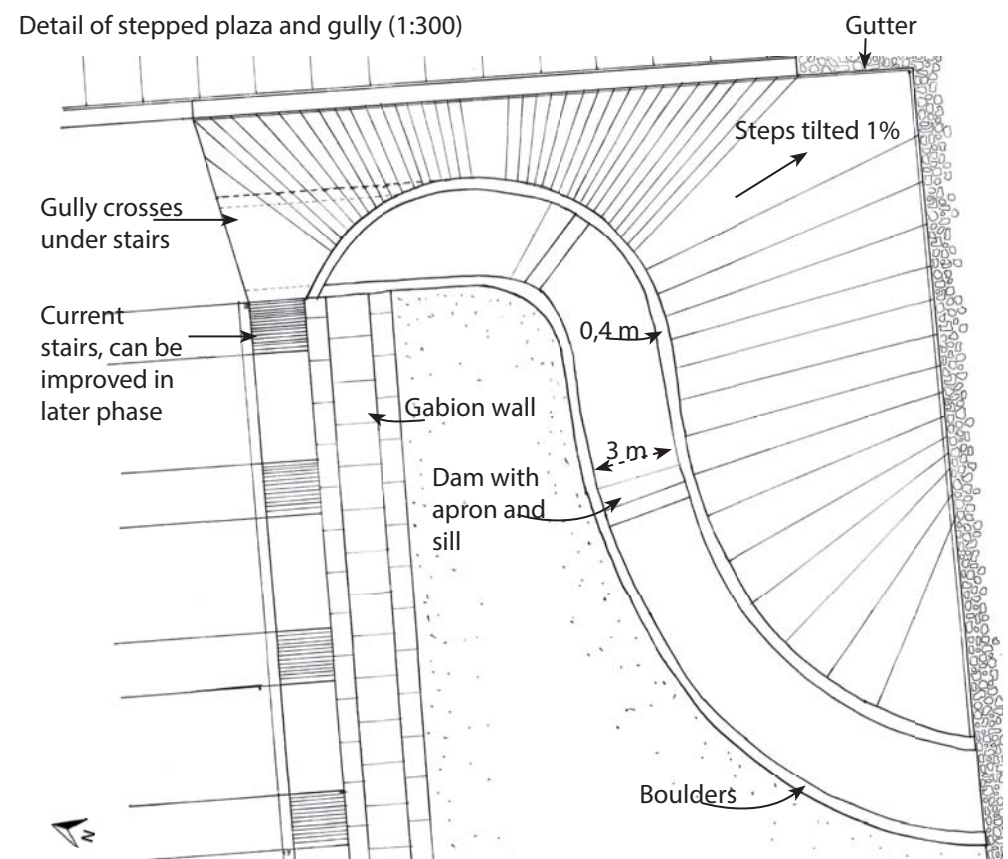 Detail of stepped plaza and gully (1:300)
Gutter
Steps tilted 1%
Gully crosses
under stairs
Current
stairs, can be
improved in
later phase
0,4 m
Gabion wall
3 m
Dam with
apron and
sill
Boulders
N